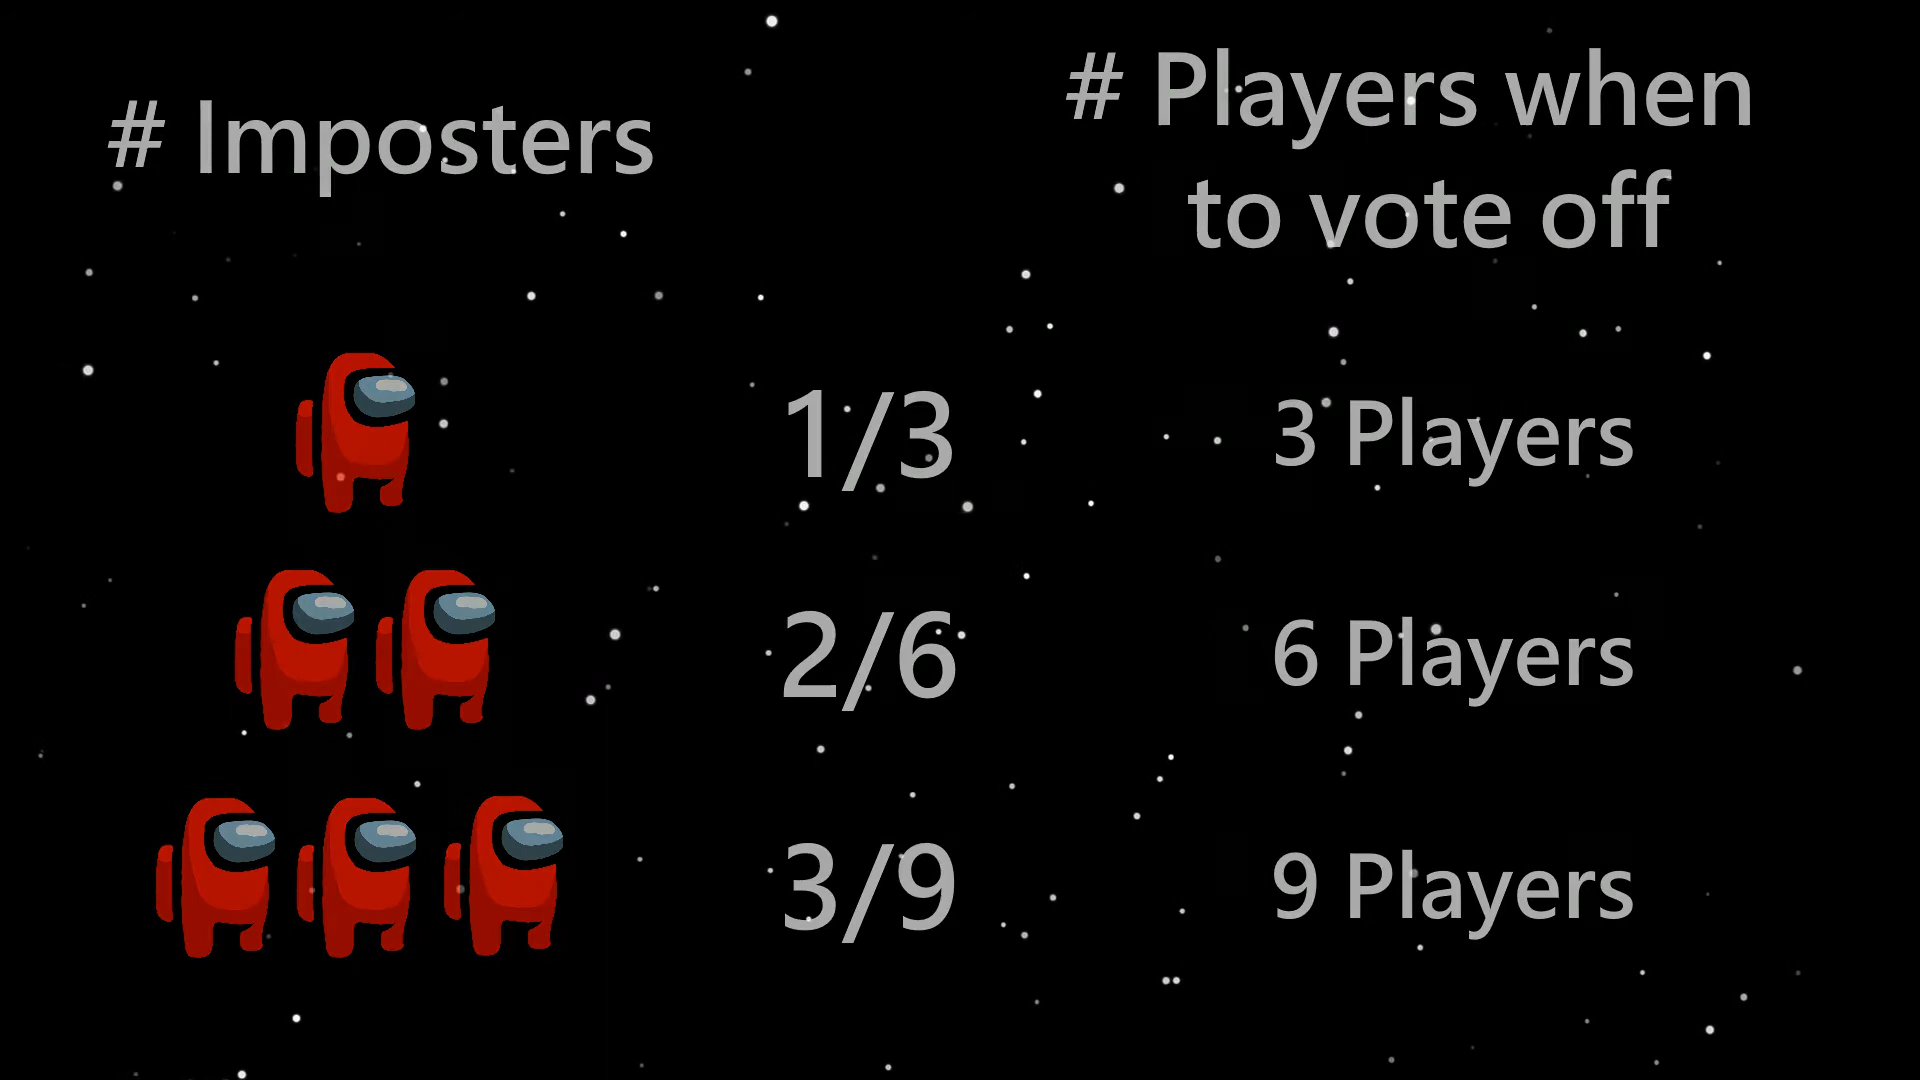 # Imposters
# Players when
to vote off
1/3
3 Players
2/6
6 Players
3/9
9 Players